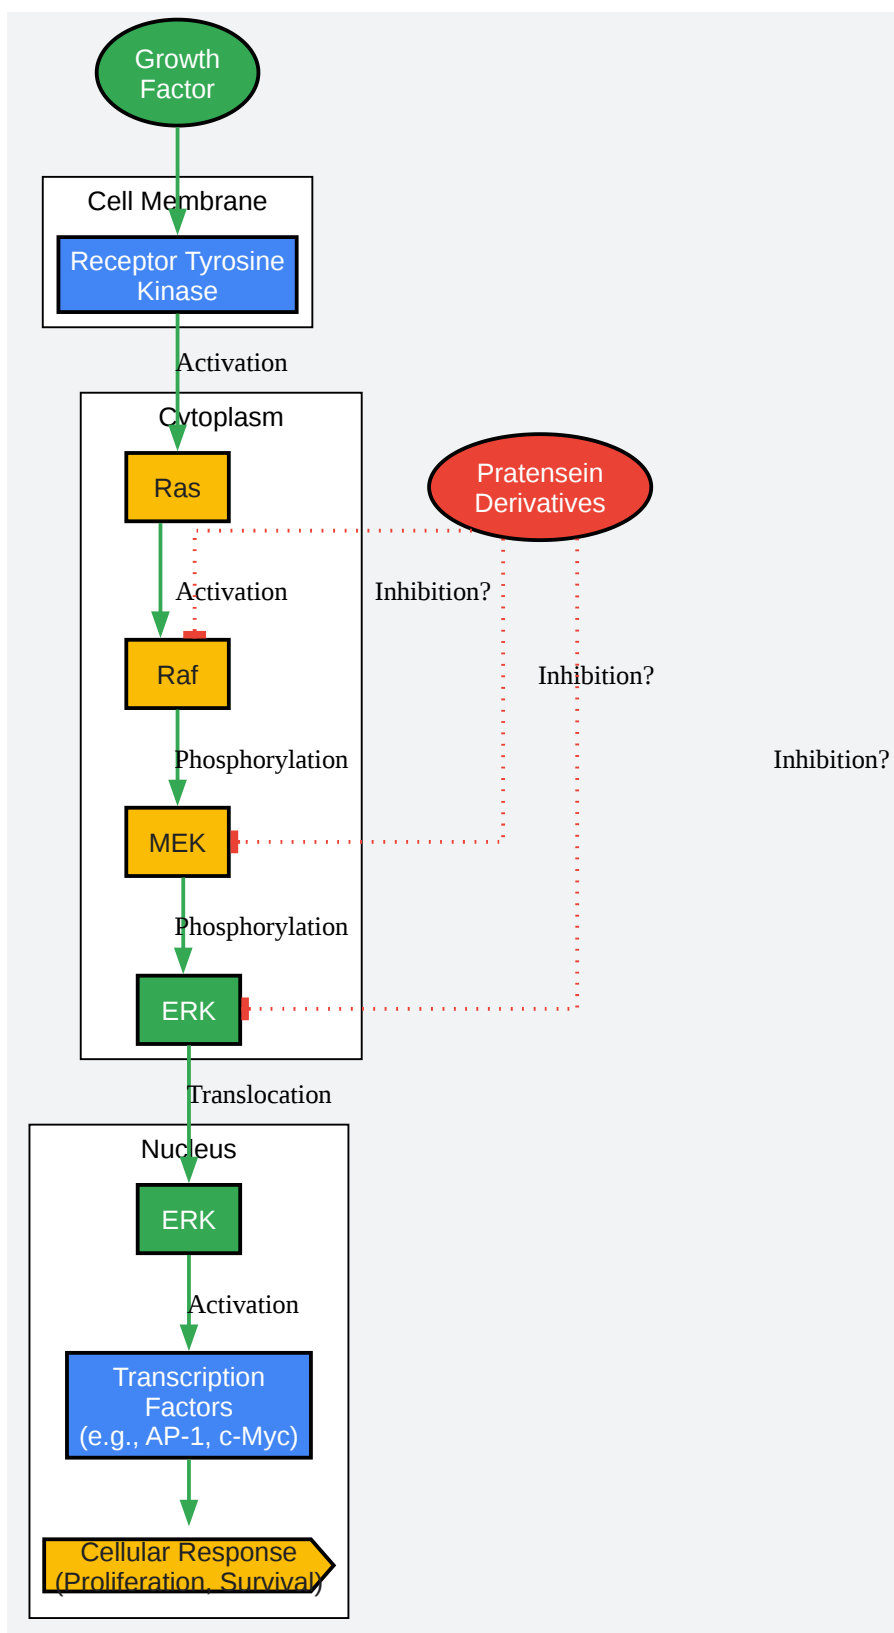 Growth
Factor
Cell Membrane
Receptor Tyrosine
Kinase
Activation
Cytoplasm
Ras
Pratensein
Derivatives
Activation
Inhibition?
Raf
Inhibition?
Phosphorylation
Inhibition?
MEK
Phosphorylation
ERK
Translocation
Nucleus
ERK
Activation
Transcription
Factors
(e.g., AP-1, c-Myc)
Cellular Response
(Proliferation, Survival)